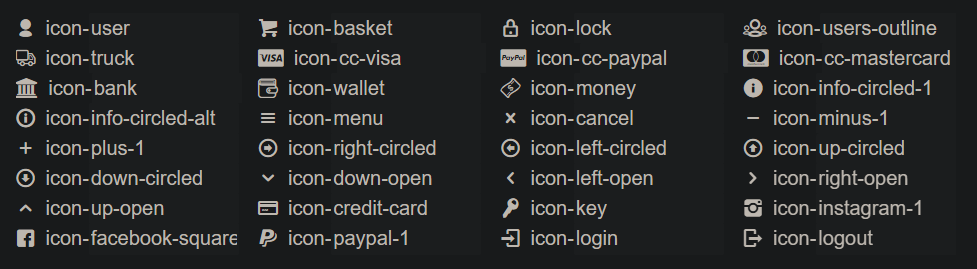 icon-user icon-basket icon-lock icon-users-outline
icon-truck VISA icon-cc-visa PayPal icon-cc-paypal icon-cc-mastercard
icon-bank icon-wallet icon-money icon-info-circled-1
icon-info-circled-alt icon-menu icon-cancel icon-minus-1
icon-plus-1 icon-right-circled icon-left-circled icon-up-circled
icon-down-circled icon-down-open icon-left-open icon-right-open
icon-up-open icon-credit-card icon-key icon-instagram-1
icon-facebook-square icon-paypal-1 icon-login icon-logout